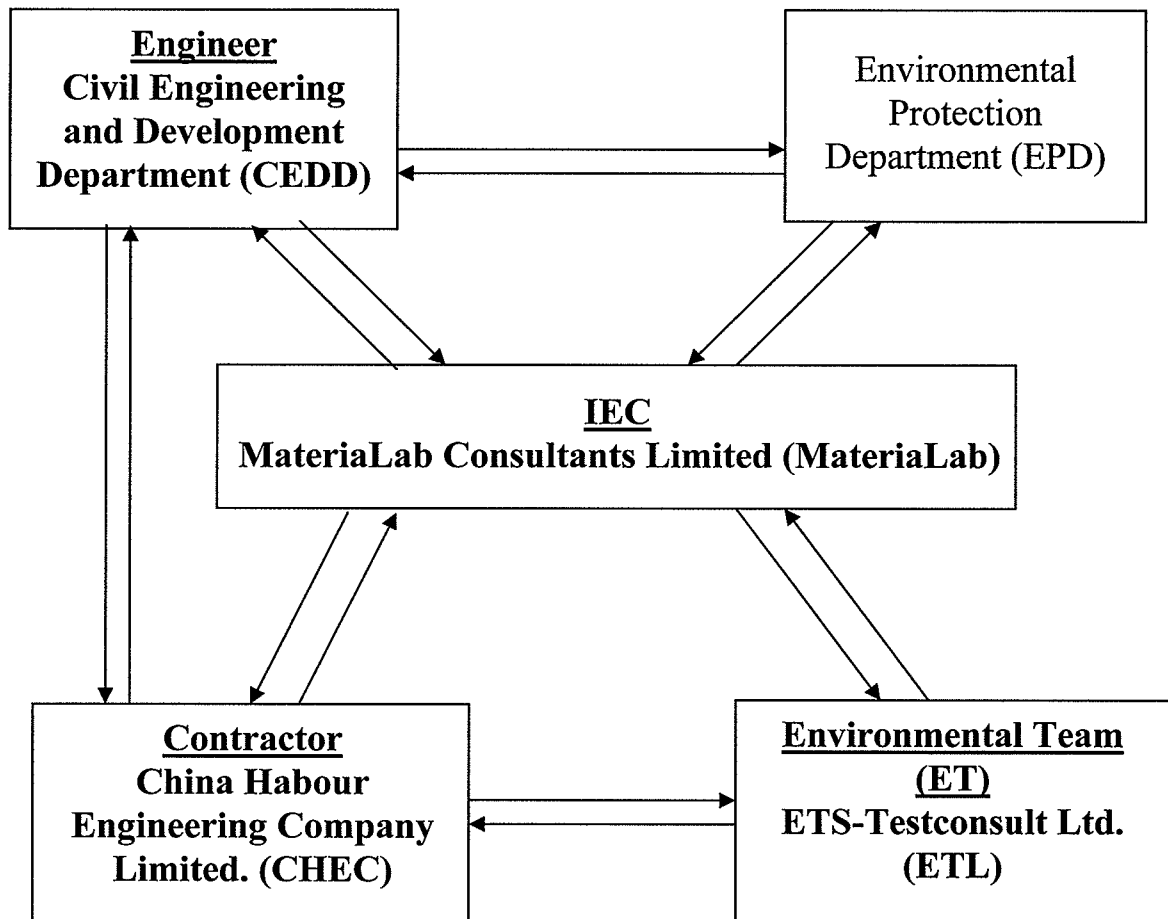 Engineer
Civil Engineering
and Development
Department (CEDD)
Environmental
Protection
Department (EPD)
IEC
MateriaLab Consultants Limited (MateriaLab)
Contractor
China Habour
Engineering Company
Limited. (CHEC)
Environmental Team
(ET)
ETS-Testconsult Ltd.
(ETL)